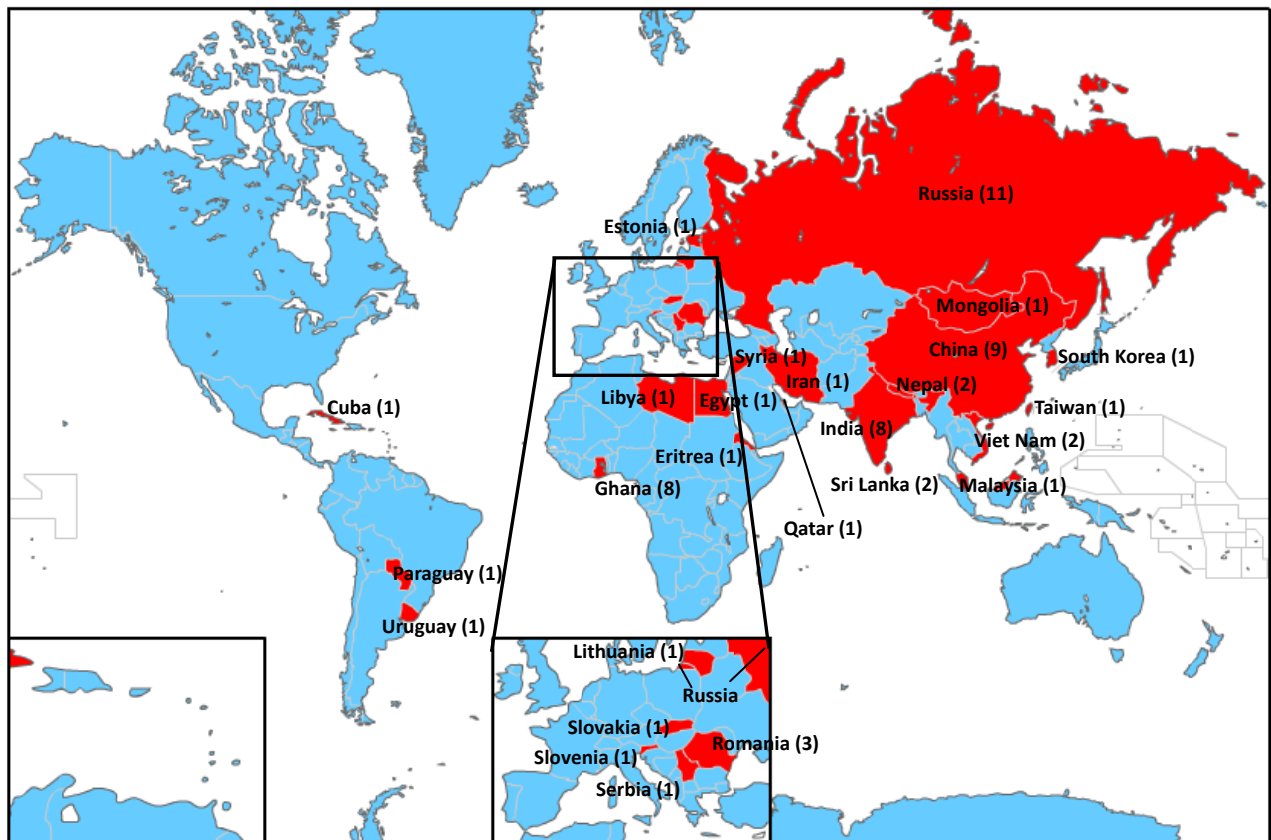 Russia (11)
Estonia (1)
Mongolia (1)
China (9)
South Korea (1)
Syria (1)
Iran (1)
Nepal (2)
Libya (1)
Egypt (1)
Cuba (1)
Taiwan (1)
India (8)
Viet Nam (2)
Eritrea (1)
Ghana (8)
Sri Lanka (2)
Malaysia (1)
Qatar (1)
Paraguay (1)
Uruguay (1)
Lithuania (1)
Russia
Slovakia (1)
Romania (3)
Slovenia (1)
Serbia (1)